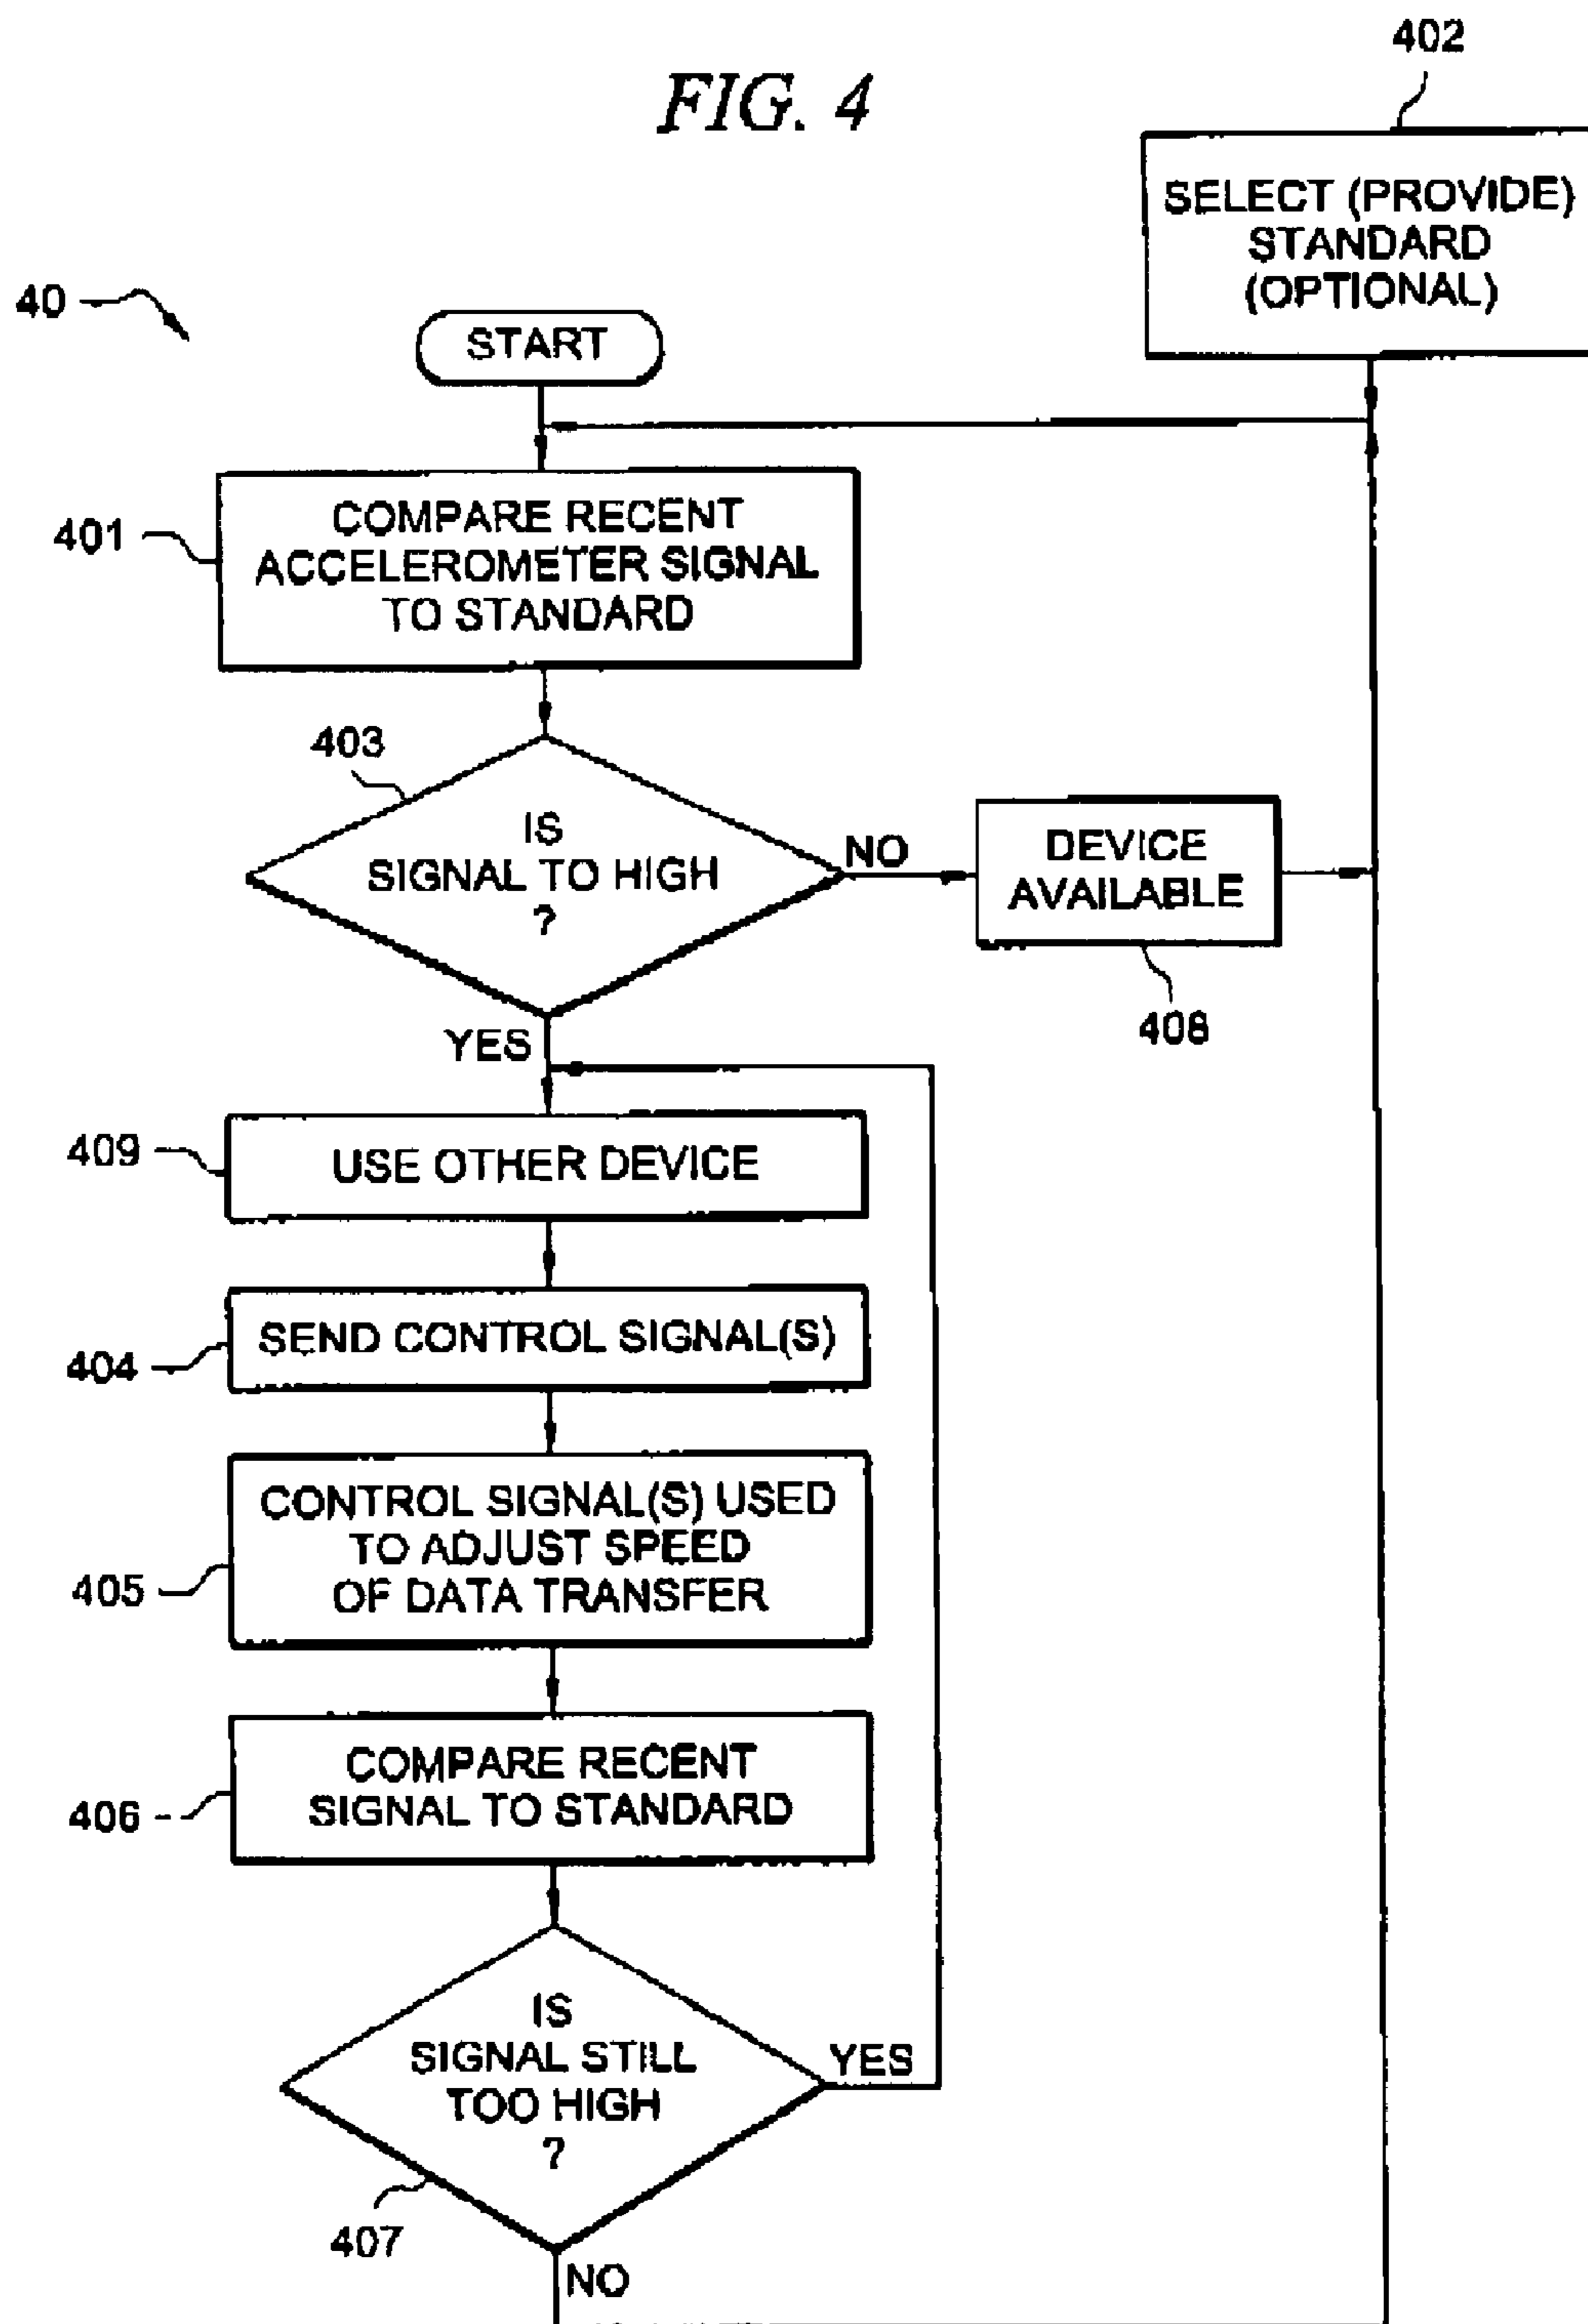 FIG. 4
402
SELECT (PROVIDE)
STANDARD
(OPTIONAL)
40
START
401
COMPARE RECENT
ACCELEROMETER SIGNAL
TO STANDARD
403
IS
SIGNAL TO HIGH
?
NO
DEVICE
AVAILABLE
408
YES
409
USE OTHER DEVICE
404
SEND CONTROL SIGNAL(S)
405
CONTROL SIGNAL(S) USED
TO ADJUST SPEED
OF DATA TRANSFER
406
COMPARE RECENT
SIGNAL TO STANDARD
IS
SIGNAL STILL
TOO HIGH
?
YES
407
NO